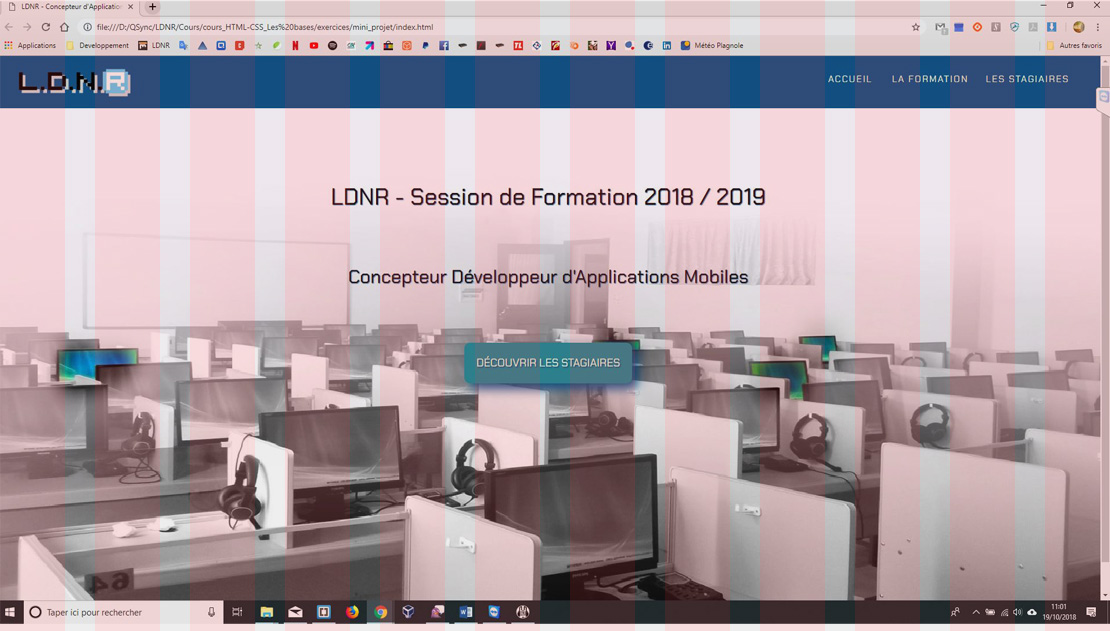 LDNR - Concepteur d'Application
file:///D:/QSync/LDNR/Cours/cours_HTML-CSS_Les%20bases/exercices/mini_projet/index.html
Applications Developpement LDNR Météo Plagnole Autres favoris
L.D.N.R
ACCUEIL LA FORMATION LES STAGIAIRES
LDNR - Session de Formation 2018 / 2019
Concepteur Développeur d'Applications Mobiles
DÉCOUVRIR LES STAGIAIRES
64
Taper ici pour rechercher
11:01
19/10/2018